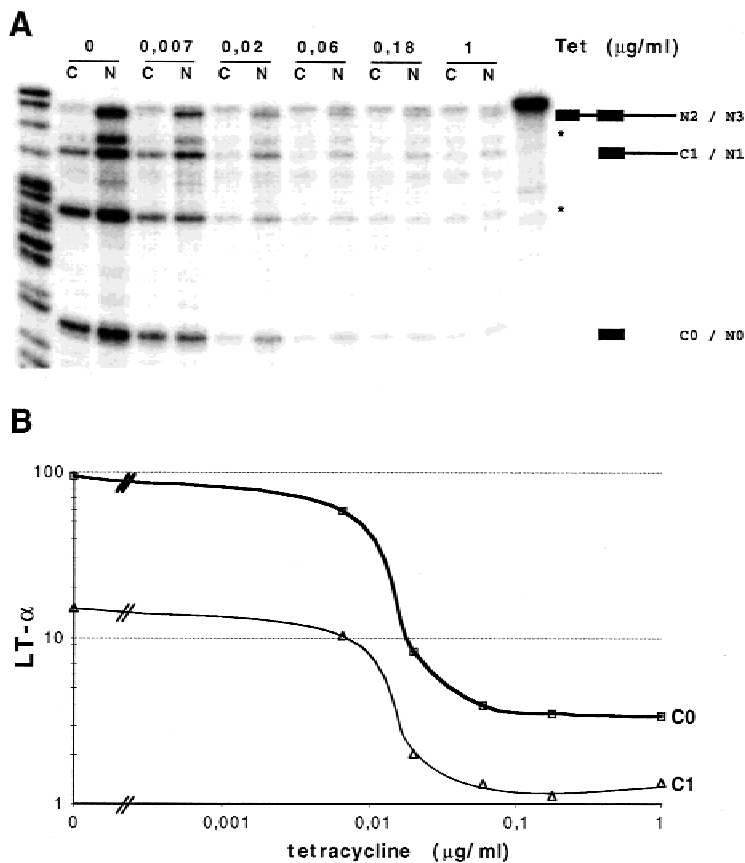 A
0 0,007 0,02 0,06 0,18 1 Tet (µg/ml)
C N C N C N C N C N C N
N2 / N3
*
C1 / N1
*
C0 / N0
B
100
10
1
LT-α
C0
C1
0 0,001 0,01 0,1 1
tetracycline (µg/ml)